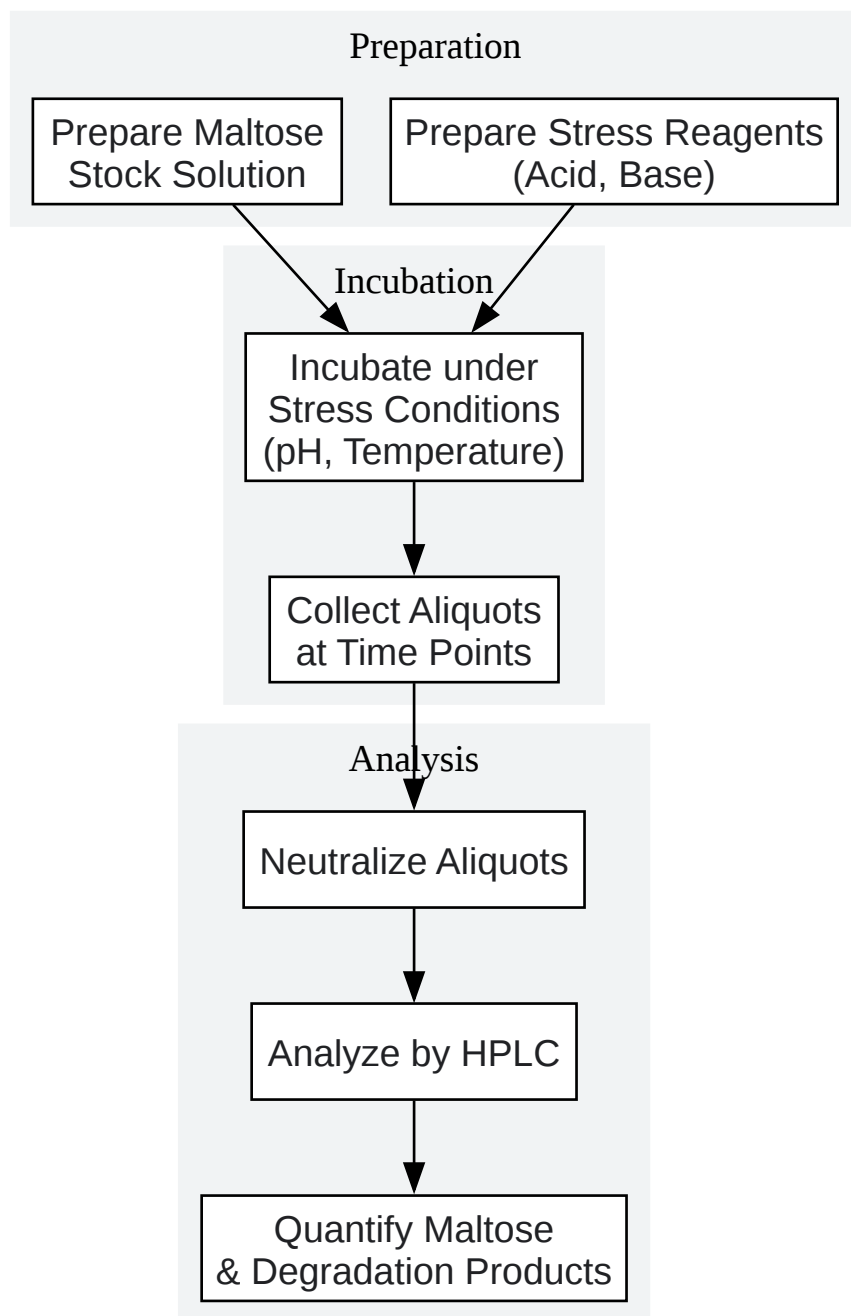 Preparation
Prepare Maltose
Stock Solution
Prepare Stress Reagents
(Acid, Base)
Incubation
Incubate under
Stress Conditions
(pH, Temperature)
Collect Aliquots
at Time Points
Analysis
Neutralize Aliquots
Analyze by HPLC
Quantify Maltose
& Degradation Products